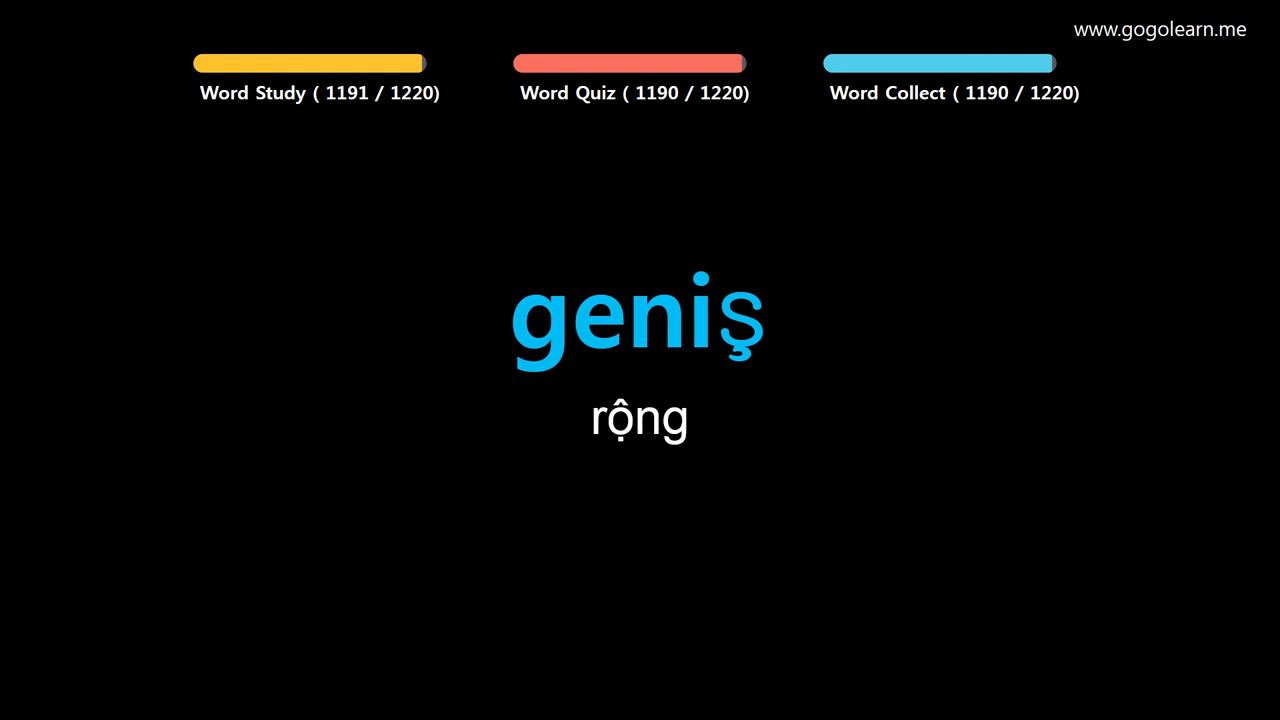 www.gogolearn.me
Word Study ( 1191 / 1220)
Word Quiz ( 1190 / 1220)
Word Collect ( 1190 / 1220)
geniş
rộng